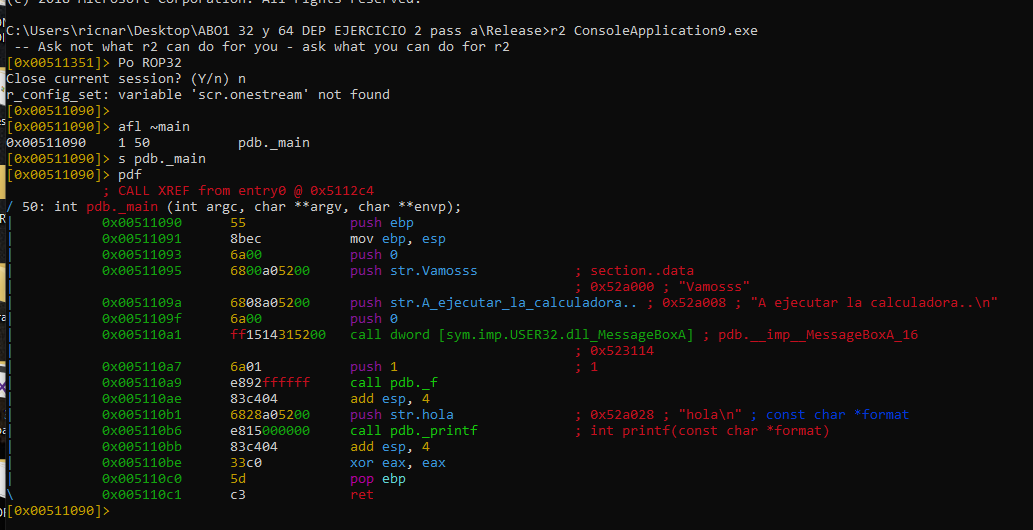 (c) 2018 Microsoft Corporation. All rights reserved.
C:\Users\ricnar\Desktop\ABO1 32 y 64 DEP EJERCICIO 2 pass a\Release>r2 ConsoleApplication9.exe
-- Ask not what r2 can do for you - ask what you can do for r2
[0x00511351]> Po ROP32
Close current session? (Y/n) n
r_config_set: variable 'scr.onestream' not found
[0x00511090]>
[0x00511090]> afl ~main
0x00511090 1 50 pdb._main
[0x00511090]> s pdb._main
[0x00511090]> pdf
; CALL XREF from entry0 @ 0x5112c4
/ 50: int pdb._main (int argc, char **argv, char **envp);
| 0x00511090 55 push ebp
| 0x00511091 8bec mov ebp, esp
| 0x00511093 6a00 push 0
| 0x00511095 6800a05200 push str.Vamosss ; section..data
| ; 0x52a000 ; "Vamosss"
| 0x0051109a 6808a05200 push str.A_ejecutar_la_calculadora.. ; 0x52a008 ; "A ejecutar la calculadora..\n"
| 0x0051109f 6a00 push 0
| 0x005110a1 ff1514315200 call dword [sym.imp.USER32.dll_MessageBoxA] ; pdb.__imp__MessageBoxA_16
| ; 0x523114
| 0x005110a7 6a01 push 1 ; 1
| 0x005110a9 e892ffffff call pdb._f
| 0x005110ae 83c404 add esp, 4
| 0x005110b1 6828a05200 push str.hola ; 0x52a028 ; "hola\n" ; const char *format
| 0x005110b6 e815000000 call pdb._printf ; int printf(const char *format)
| 0x005110bb 83c404 add esp, 4
| 0x005110be 33c0 xor eax, eax
| 0x005110c0 5d pop ebp
\ 0x005110c1 c3 ret
[0x00511090]>